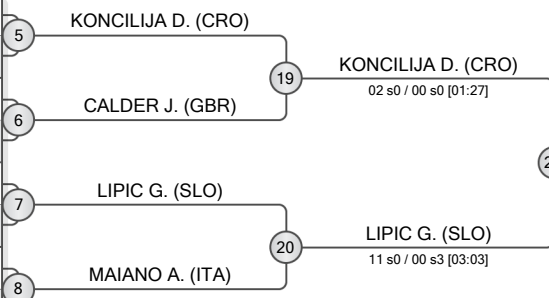 KONCILIJA D. (CRO)
5
19
KONCILIJA D. (CRO)
02 s0 / 00 s0 [01:27]
CALDER J. (GBR)
6
LIPIC G. (SLO)
7
20
LIPIC G. (SLO)
11 s0 / 00 s3 [03:03]
MAIANO A. (ITA)
8